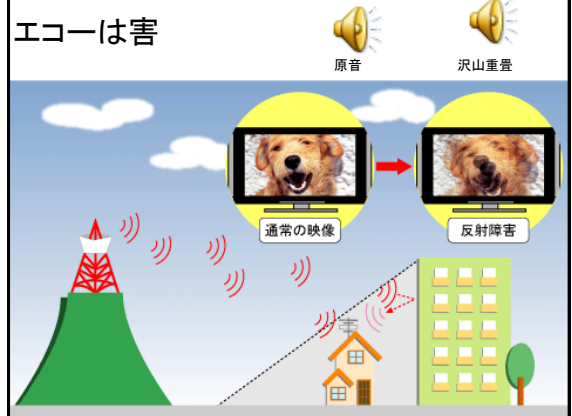 エコーは害
原音
沢山重畳
通常の映像
反射障害